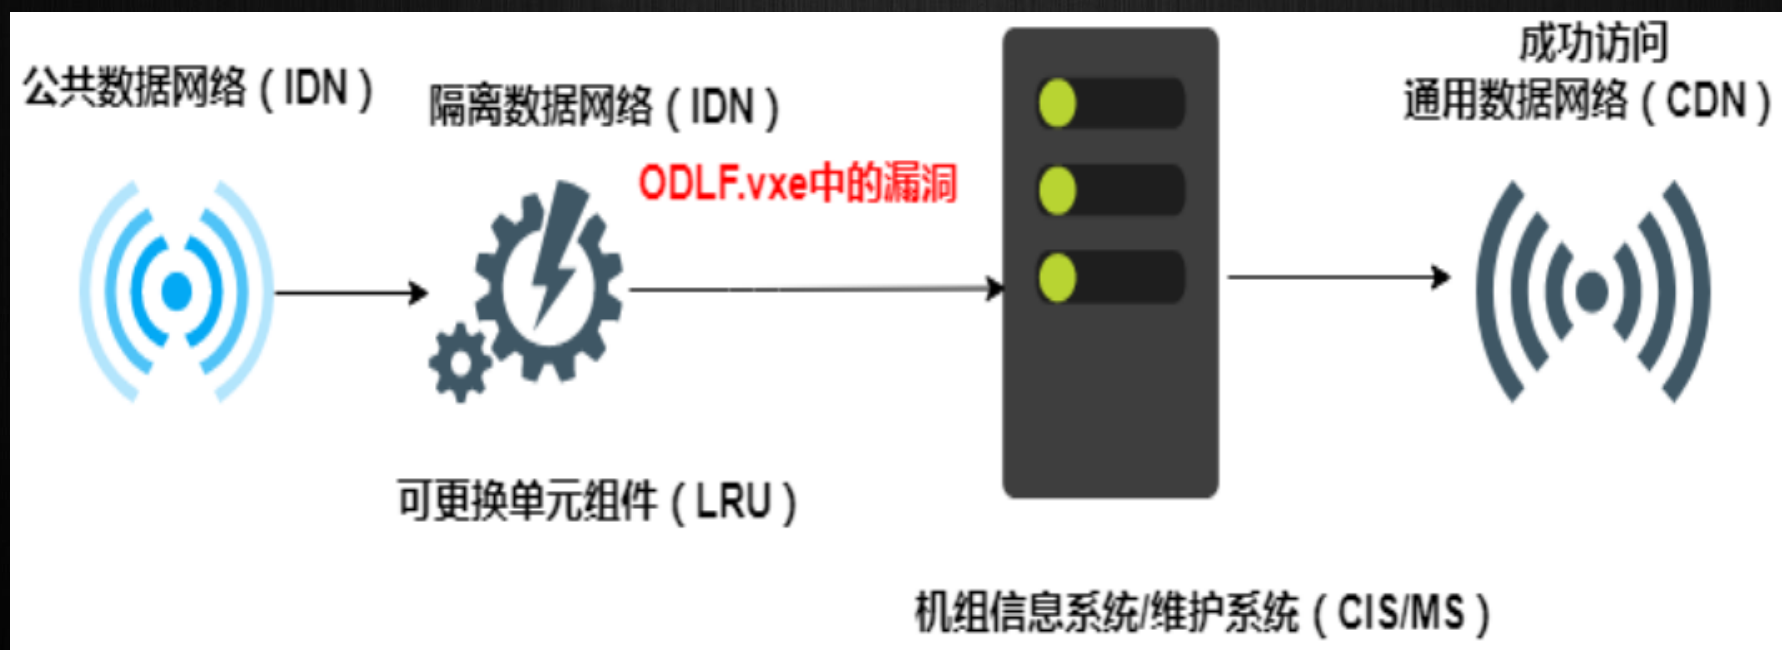 公共数据网络（IDN）
隔离数据网络（IDN）
ODLF.vxe中的漏洞
成功访问
通用数据网络（CDN）
可更换单元组件（LRU）
机组信息系统/维护系统（CIS/MS）